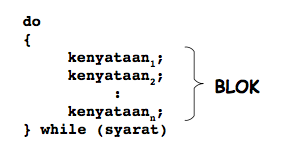 do
{
kenyataan₁;
kenyataan₂;
:
kenyataanₙ;
} while (syarat)
BLOK